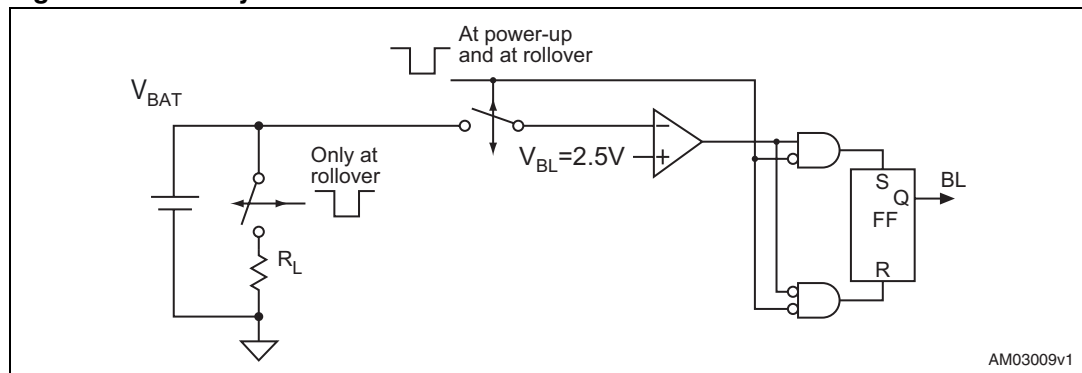 At power-up
and at rollover
V_BAT
Only at
rollover
V_BL=2.5V
−
+
R_L
S
Q
FF
R
BL
AM03009v1